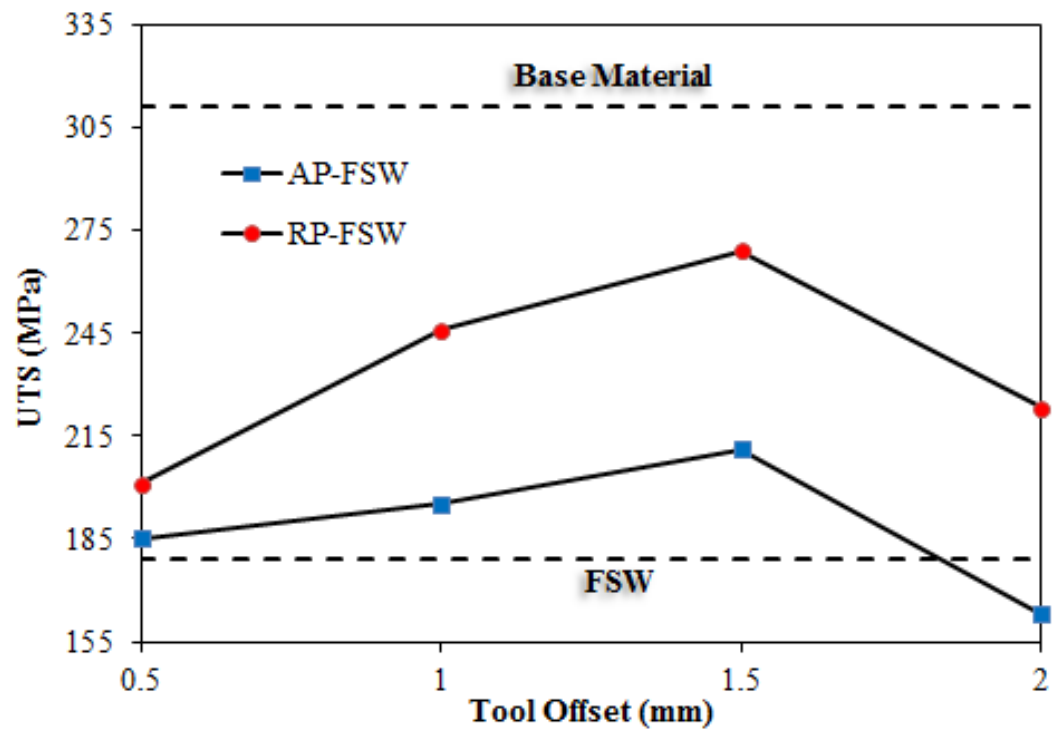 335
Base Material
305
AP-FSW
275
RP-FSW
UTS (MPa)
245
215
185
FSW
155
0.5 1 1.5 2
Tool Offset (mm)